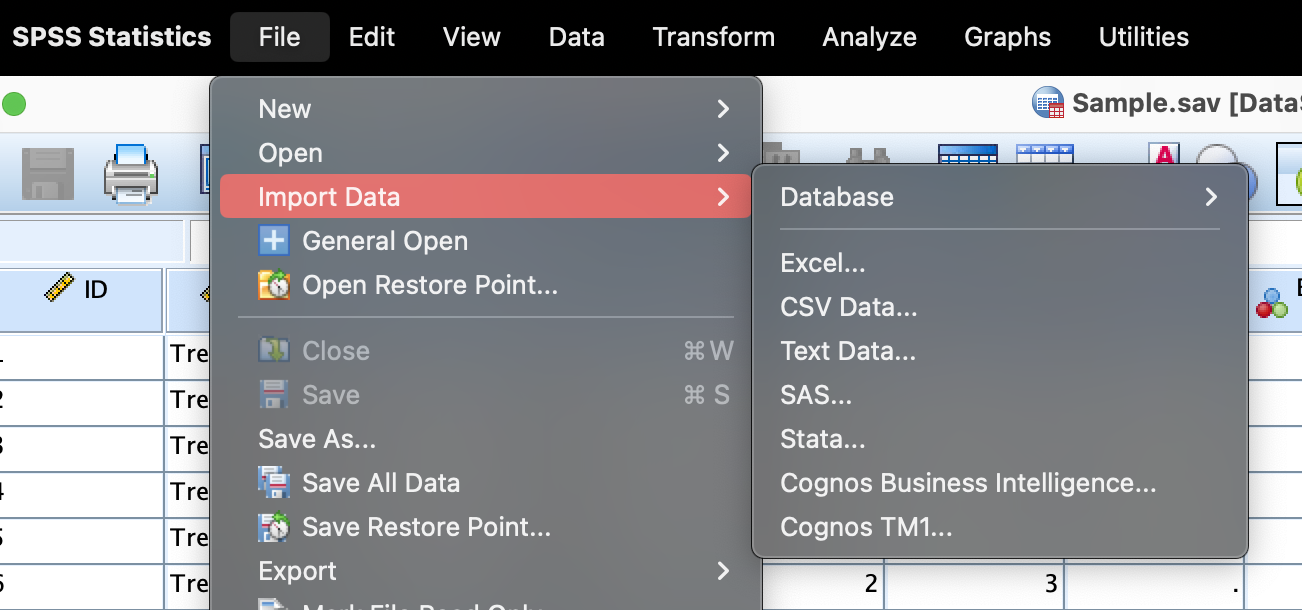 SPSS Statistics File Edit View Data Transform Analyze Graphs Utilities
Sample.sav [Data
New
Open
Import Data
General Open
Open Restore Point...
Close ⌘W
Save ⌘ S
Save As...
Save All Data
Save Restore Point...
Export
Database
Excel...
CSV Data...
Text Data...
SAS...
Stata...
Cognos Business Intelligence...
Cognos TM1...
A
ID
Tre
Tre
Tre
Tre
5 Tre
6 Tre 2 3 .